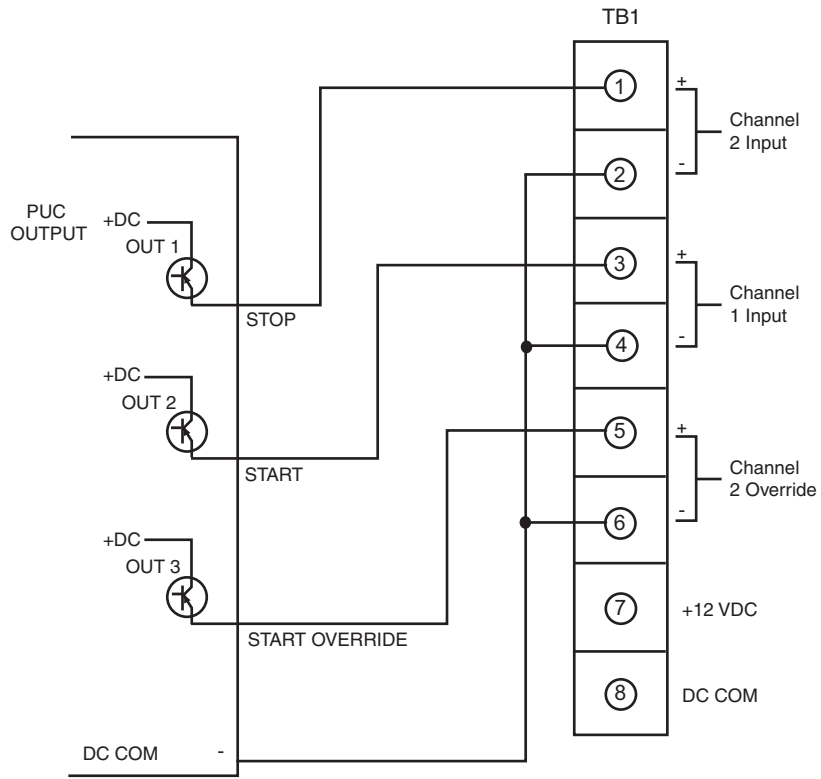 TB1
1
+
Channel
2 Input
2
-
PUC
OUTPUT
+DC
OUT 1
STOP
3
+
Channel
1 Input
4
-
+DC
OUT 2
START
5
+
Channel
2 Override
6
-
+DC
OUT 3
START OVERRIDE
7
+12 VDC
8
DC COM
DC COM -